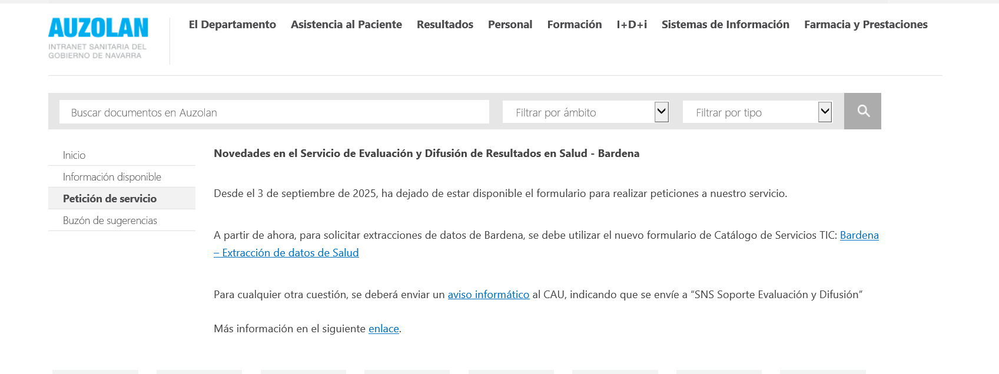 AUZOLAN
INTRANET SANITARIA DEL
GOBIERNO DE NAVARRA
El Departamento Asistencia al Paciente Resultados Personal Formación I+D+i Sistemas de Información Farmacia y Prestaciones
Buscar documentos en Auzolan Filtrar por ámbito Filtrar por tipo
Inicio
Información disponible
Petición de servicio
Buzón de sugerencias
Novedades en el Servicio de Evaluación y Difusión de Resultados en Salud - Bardena
Desde el 3 de septiembre de 2025, ha dejado de estar disponible el formulario para realizar peticiones a nuestro servicio.
A partir de ahora, para solicitar extracciones de datos de Bardena, se debe utilizar el nuevo formulario de Catálogo de Servicios TIC: Bardena
– Extracción de datos de Salud
Para cualquier otra cuestión, se deberá enviar un aviso informático al CAU, indicando que se envíe a “SNS Soporte Evaluación y Difusión”
Más información en el siguiente enlace.